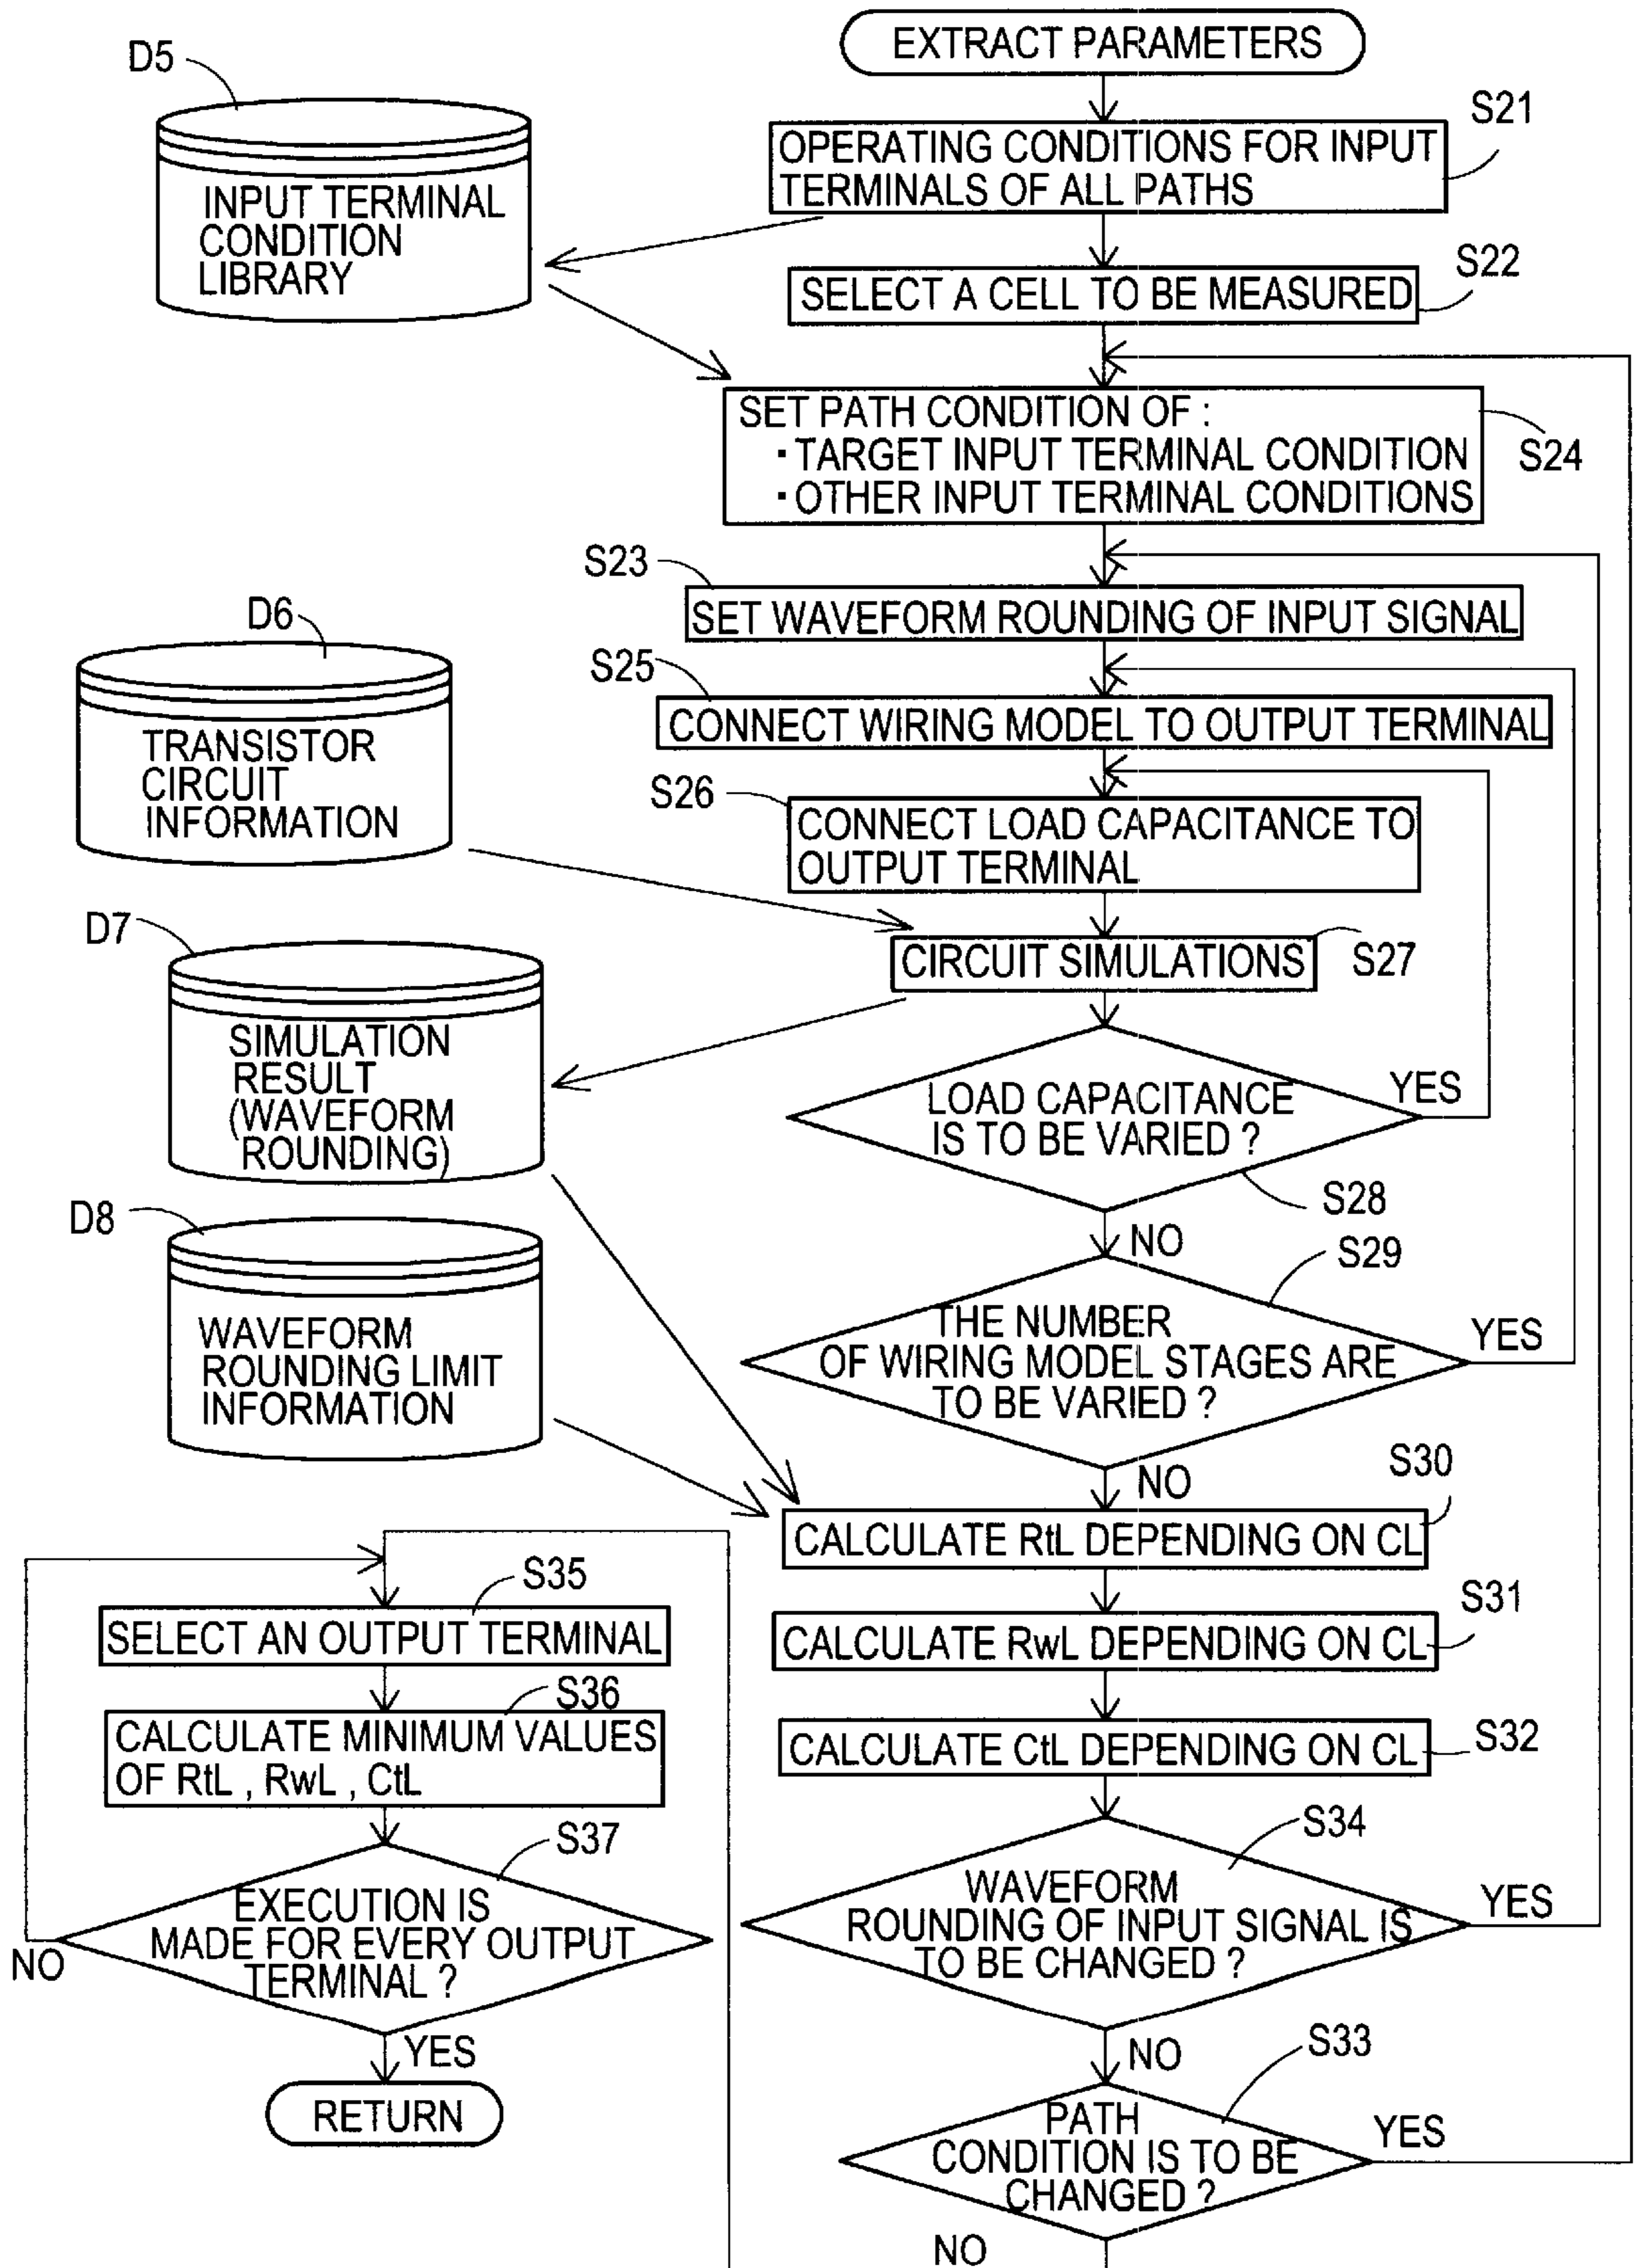 EXTRACT PARAMETERS
D5
S21
OPERATING CONDITIONS FOR INPUT
TERMINALS OF ALL PATHS
INPUT TERMINAL
CONDITION
LIBRARY
S22
SELECT A CELL TO BE MEASURED
SET PATH CONDITION OF :
・TARGET INPUT TERMINAL CONDITION
・OTHER INPUT TERMINAL CONDITIONS
S24
S23
SET WAVEFORM ROUNDING OF INPUT SIGNAL
D6
S25
CONNECT WIRING MODEL TO OUTPUT TERMINAL
TRANSISTOR
CIRCUIT
INFORMATION
S26
CONNECT LOAD CAPACITANCE TO
OUTPUT TERMINAL
D7
CIRCUIT SIMULATIONS
S27
SIMULATION
RESULT
(WAVEFORM
ROUNDING)
LOAD CAPACITANCE
IS TO BE VARIED ?
YES
S28
D8
NO
S29
WAVEFORM
ROUNDING LIMIT
INFORMATION
THE NUMBER
OF WIRING MODEL STAGES ARE
TO BE VARIED ?
YES
NO
S30
CALCULATE RtL DEPENDING ON CL
S31
CALCULATE RwL DEPENDING ON CL
S32
CALCULATE CtL DEPENDING ON CL
S34
WAVEFORM
ROUNDING OF INPUT SIGNAL IS
TO BE CHANGED ?
YES
NO
S33
PATH
CONDITION IS TO BE
CHANGED ?
YES
NO
S35
SELECT AN OUTPUT TERMINAL
S36
CALCULATE MINIMUM VALUES
OF RtL , RwL , CtL
S37
EXECUTION IS
MADE FOR EVERY OUTPUT
TERMINAL ?
NO
YES
RETURN